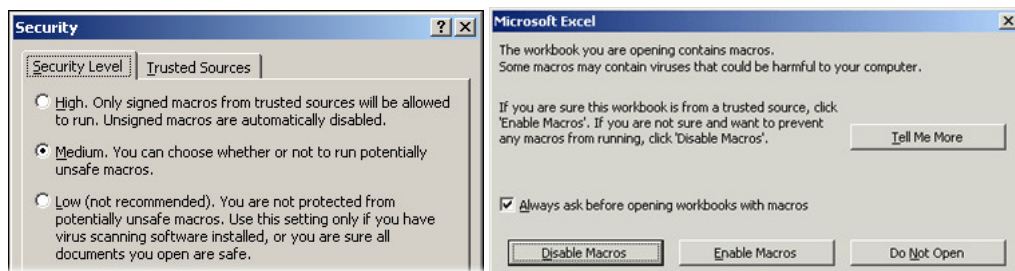 Security
Security Level Trusted Sources
High. Only signed macros from trusted sources will be allowed
to run. Unsigned macros are automatically disabled.
Medium. You can choose whether or not to run potentially
unsafe macros.
Low (not recommended). You are not protected from
potentially unsafe macros. Use this setting only if you have
virus scanning software installed, or you are sure all
documents you open are safe.
Microsoft Excel
The workbook you are opening contains macros.
Some macros may contain viruses that could be harmful to your computer.
If you are sure this workbook is from a trusted source, click
'Enable Macros'. If you are not sure and want to prevent
any macros from running, click 'Disable Macros'.
Tell Me More
Always ask before opening workbooks with macros
Disable Macros Enable Macros Do Not Open